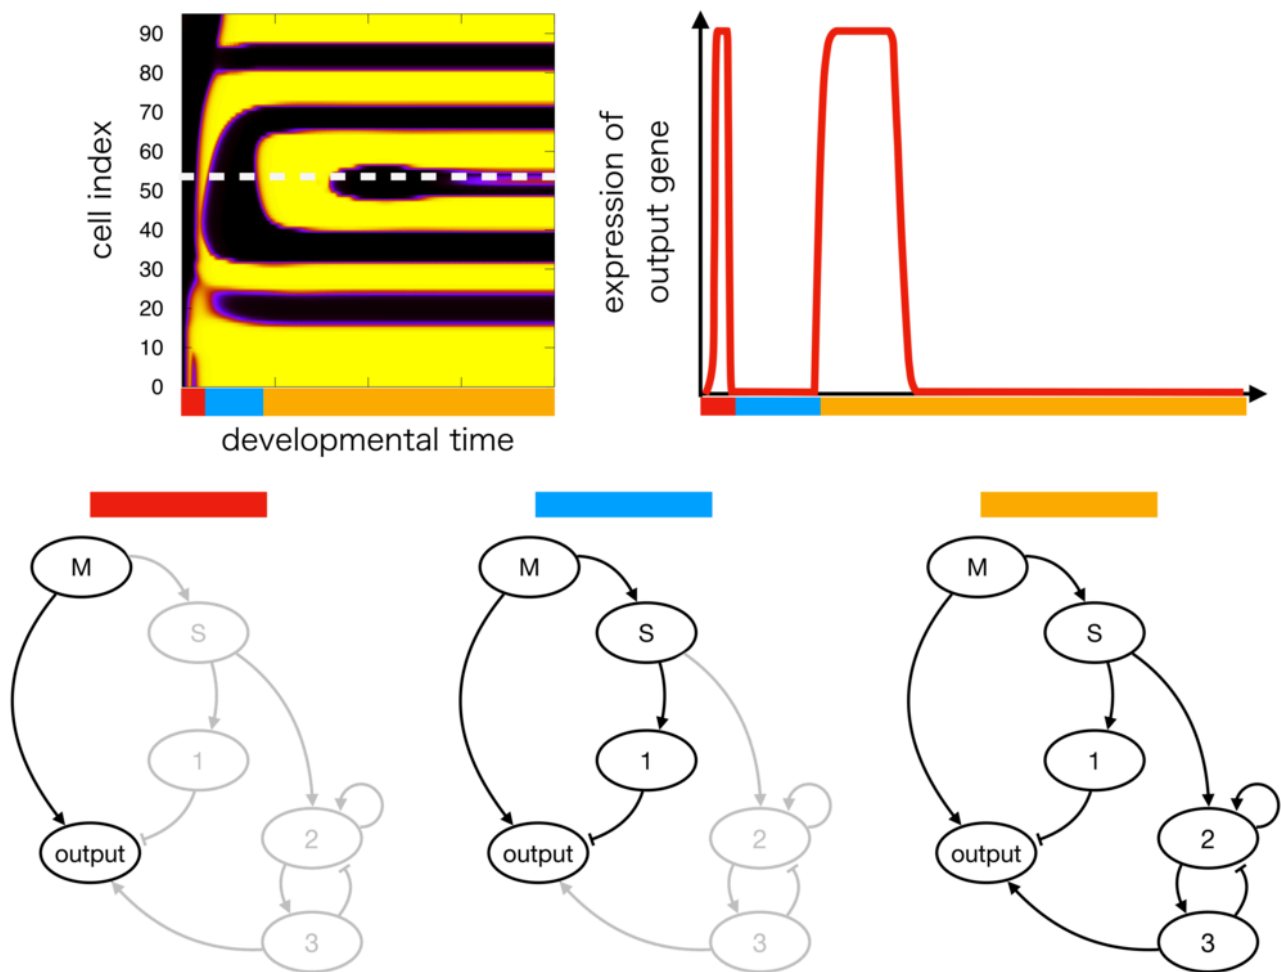 90
80
70
60
50
40
30
20
10
0
cell index
developmental time
expression of
output gene
M
S
1
output
2
3
M
S
1
output
2
3
M
S
1
output
2
3